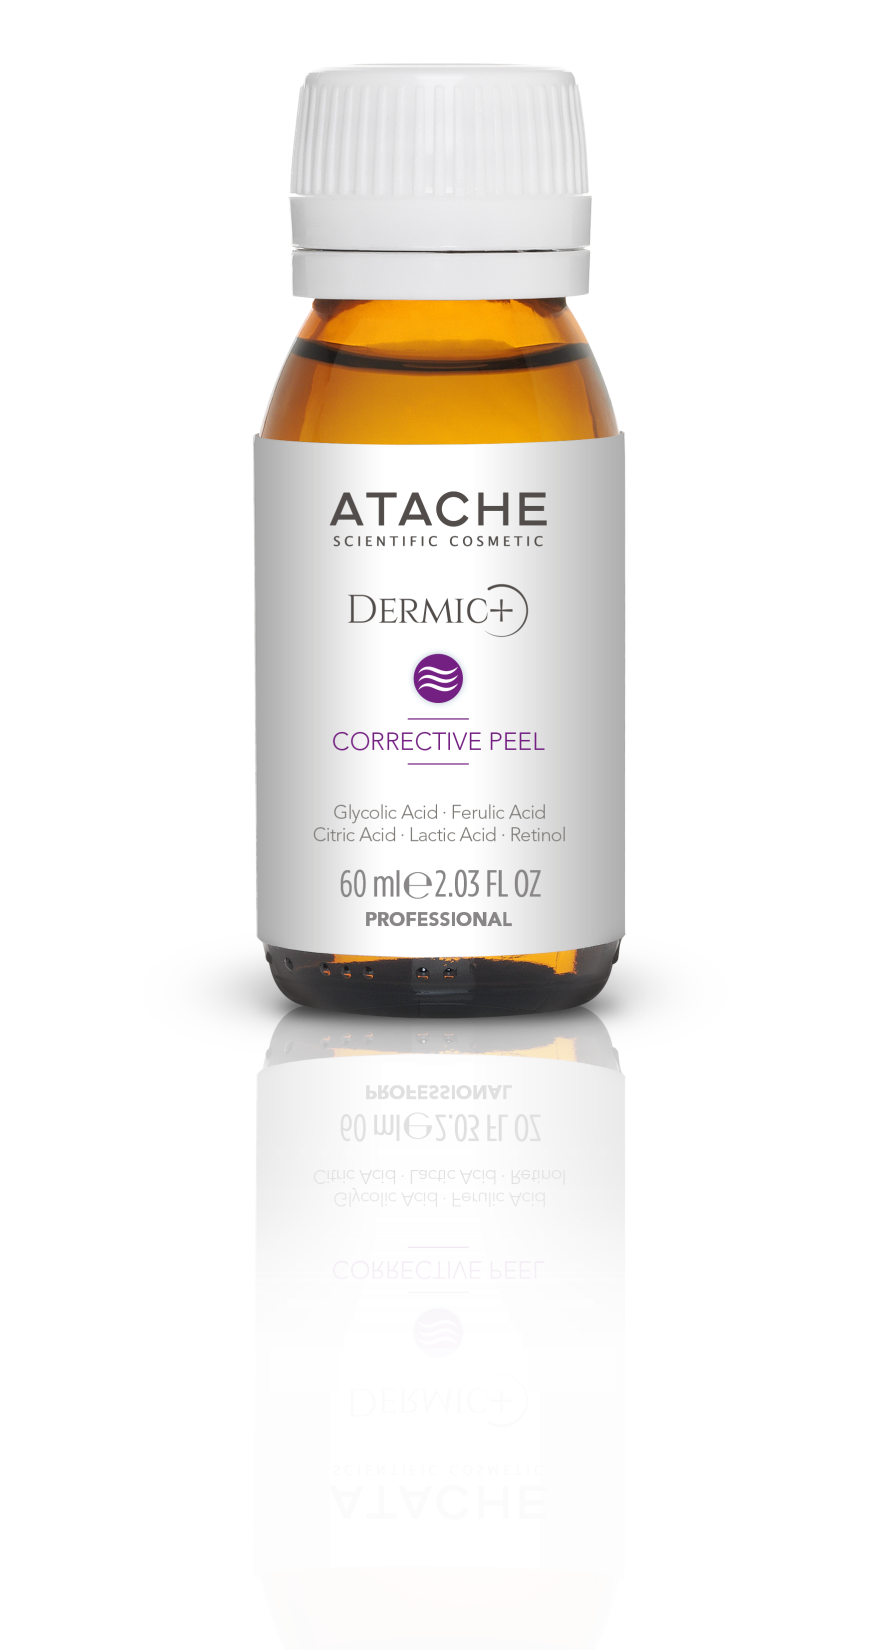 ATACHE
SCIENTIFIC COSMETIC
DERMIC+
CORRECTIVE PEEL
Glycolic Acid · Ferulic Acid
Citric Acid · Lactic Acid · Retinol
60 ml℮2.03 FL OZ
PROFESSIONAL